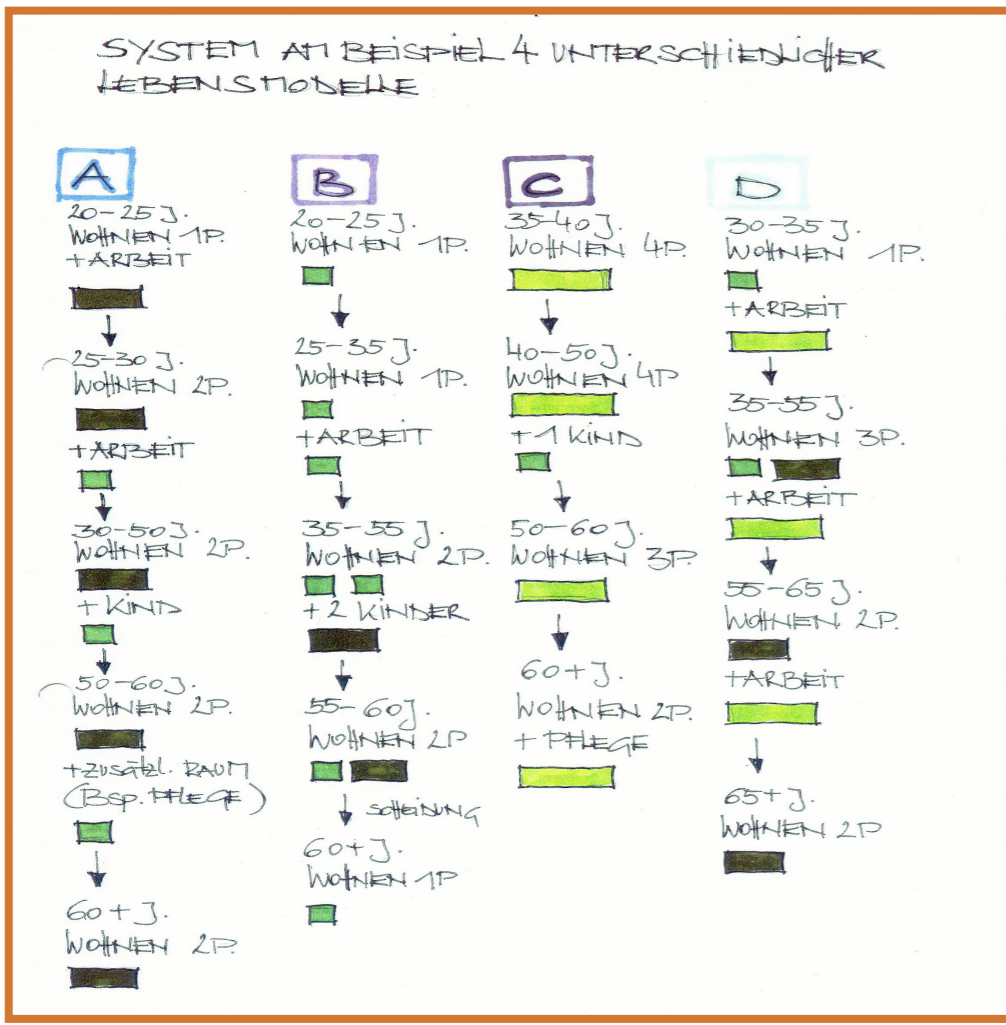 SYSTEM AM BEISPIEL 4 UNTERSCHIEDLICHER
LEBENSMODELLE
A
20-25 J.
WOHNEN 1P.
+ARBEIT
25-30 J.
WOHNEN 2P.
+ARBEIT
30-50 J.
WOHNEN 2P.
+ KIND
50-60 J.
WOHNEN 2P.
+ZUSÄTZL. RAUM
(BSP. PFLEGE)
60+ J.
WOHNEN 2P.
B
20-25 J.
WOHNEN 1P.
25-35 J.
WOHNEN 1P.
+ARBEIT
35-55 J.
WOHNEN 2P.
+2 KINDER
55-60 J.
WOHNEN 2P
SCHEIDUNG
60+ J.
WOHNEN 1P
C
35-40 J.
WOHNEN 4P.
40-50 J.
WOHNEN 4P
+1 KIND
50-60 J.
WOHNEN 3P.
60+ J.
WOHNEN 2P.
+ PFLEGE
D
30-35 J.
WOHNEN 1P.
+ARBEIT
35-55 J.
WOHNEN 3P.
+ARBEIT
55-65 J.
WOHNEN 2P.
+ARBEIT
65+ J.
WOHNEN 2P